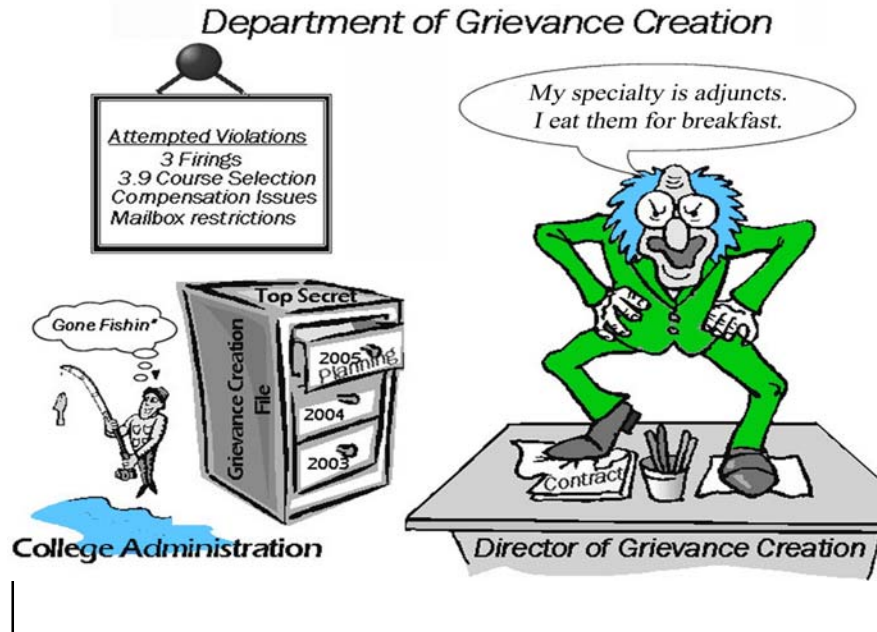 Department of Grievance Creation
My specialty is adjuncts.
I eat them for breakfast.
Attempted Violations
3 Firings
3.9 Course Selection
Compensation Issues
Mailbox restrictions
Gone Fishin"
Top Secret
Grievance Creation
File
2005
Planning
2004
2003
Contract
College Administration
Director of Grievance Creation